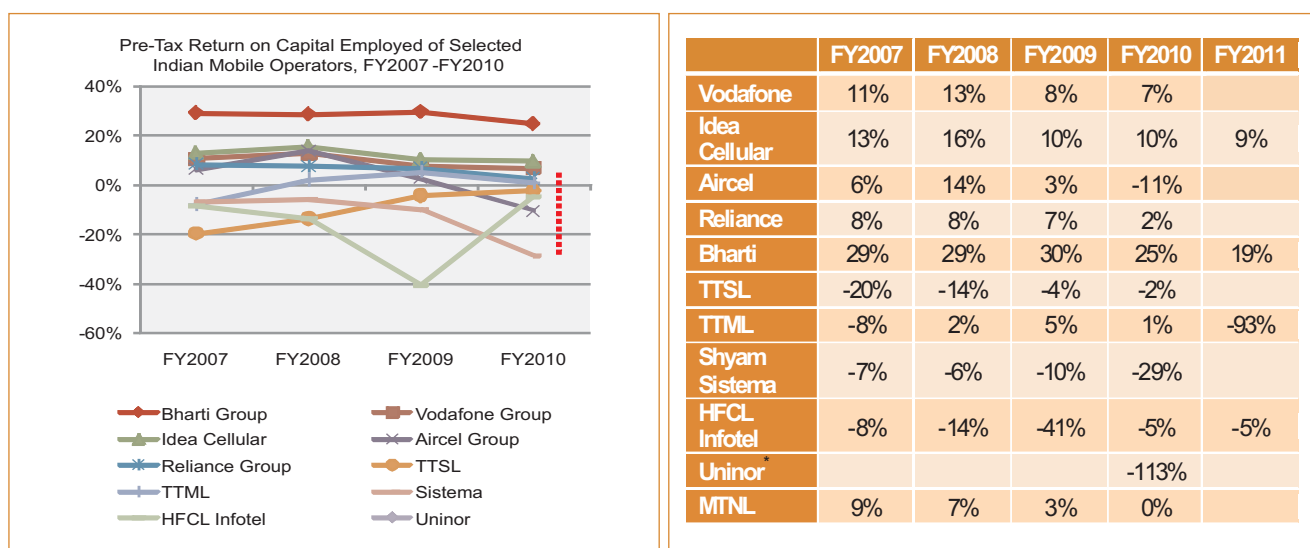 Pre-Tax Return on Capital Employed of Selected
Indian Mobile Operators, FY2007 -FY2010
40%
20%
0%
-20%
-40%
-60%
FY2007 FY2008 FY2009 FY2010
Bharti Group Vodafone Group
Idea Cellular Aircel Group
Reliance Group TTSL
TTML Sistema
HFCL Infotel Uninor
FY2007 FY2008 FY2009 FY2010 FY2011
Vodafone 11% 13% 8% 7%
Idea
Cellular 13% 16% 10% 10% 9%
Aircel 6% 14% 3% -11%
Reliance 8% 8% 7% 2%
Bharti 29% 29% 30% 25% 19%
TTSL -20% -14% -4% -2%
TTML -8% 2% 5% 1% -93%
Shyam
Sistema -7% -6% -10% -29%
HFCL
Infotel -8% -14% -41% -5% -5%
Uninor* -113%
MTNL 9% 7% 3% 0%